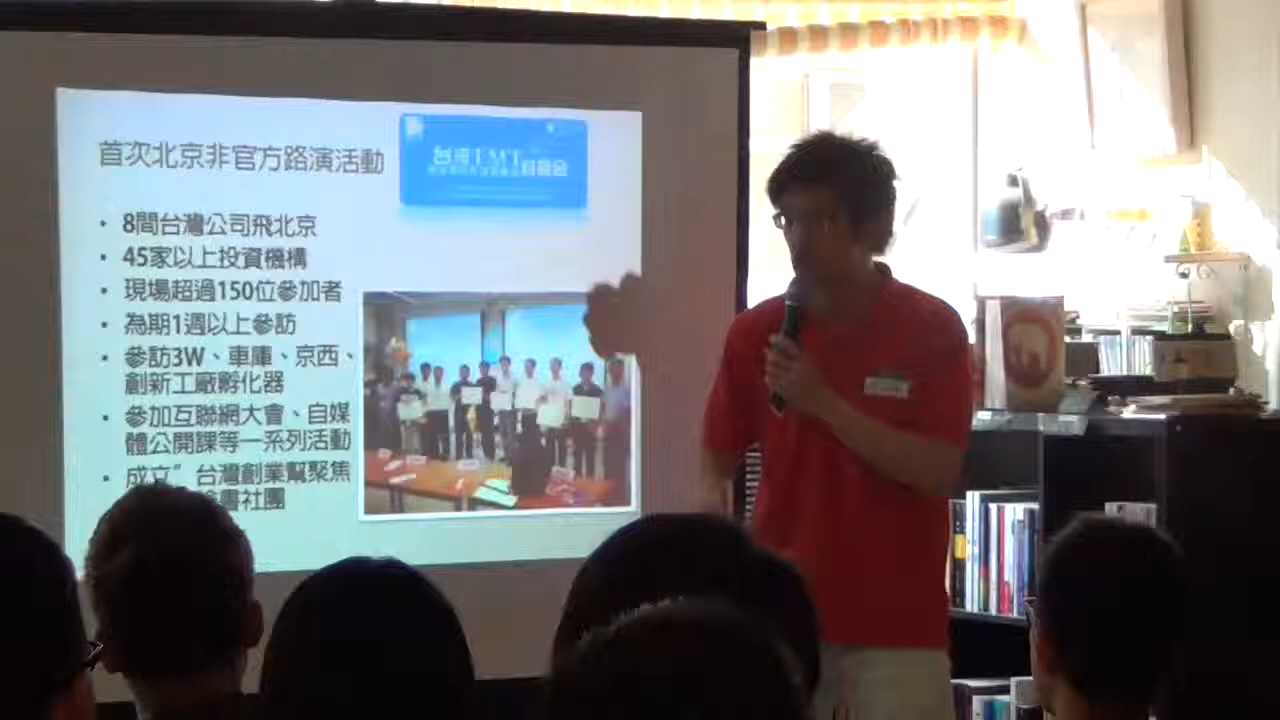 首次北京非官方路演活動
台灣TMT
• 8間台灣公司飛北京
• 45家以上投資機構
• 現場超過150位參加者
• 為期1週以上參訪
• 參訪3W、車庫、京西、
創新工廠孵化器
• 參加互聯網大會、自媒
體公開課等一系列活動
• 成立”台灣創業幫聚焦
書社團